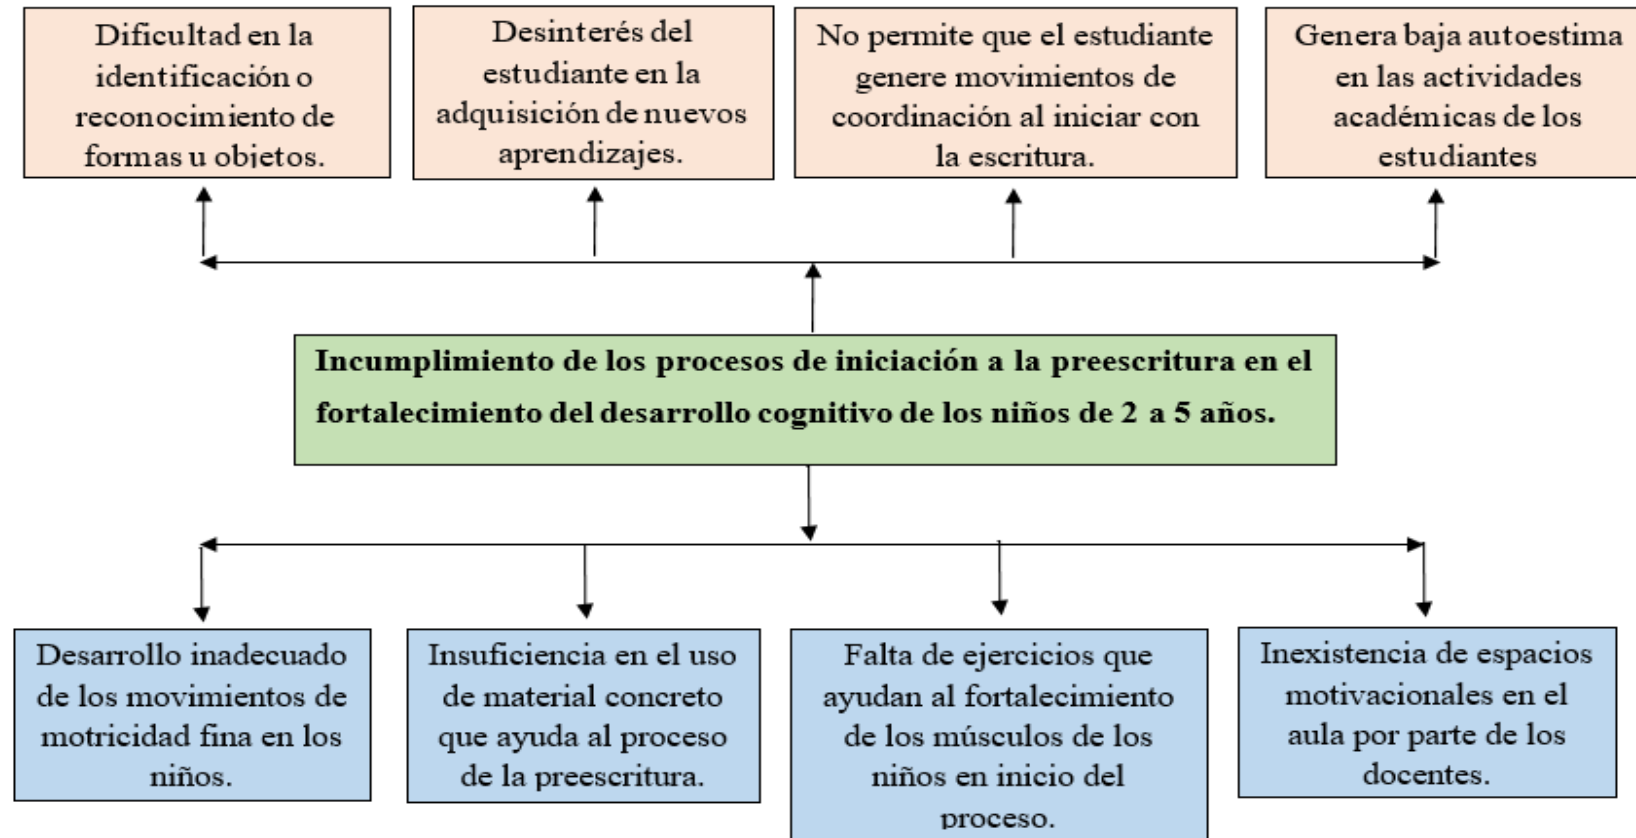 Dificultad en la
identificación o
reconocimiento de
formas u objetos.
Desinterés del
estudiante en la
adquisición de nuevos
aprendizajes.
No permite que el estudiante
genere movimientos de
coordinación al iniciar con
la escritura.
Genera baja autoestima
en las actividades
académicas de los
estudiantes
Incumplimiento de los procesos de iniciación a la preescritura en el
fortalecimiento del desarrollo cognitivo de los niños de 2 a 5 años.
Desarrollo inadecuado
de los movimientos de
motricidad fina en los
niños.
Insuficiencia en el uso
de material concreto
que ayuda al proceso
de la preescritura.
Falta de ejercicios que
ayudan al fortalecimiento
de los músculos de los
niños en inicio del
proceso.
Inexistencia de espacios
motivacionales en el
aula por parte de los
docentes.